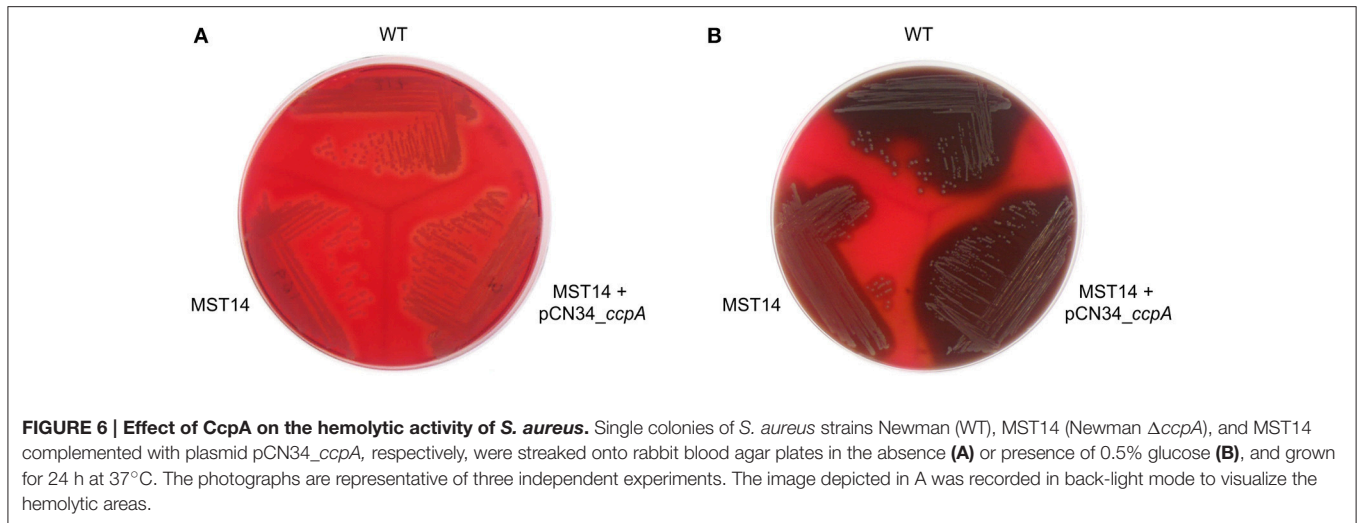 A
WT
MST14
MST14 +
pCN34_ccpA
B
WT
MST14
MST14 +
pCN34_ccpA
FIGURE 6 | Effect of CcpA on the hemolytic activity of S. aureus. Single colonies of S. aureus strains Newman (WT), MST14 (Newman ΔccpA), and MST14
complemented with plasmid pCN34_ccpA, respectively, were streaked onto rabbit blood agar plates in the absence (A) or presence of 0.5% glucose (B), and grown
for 24 h at 37°C. The photographs are representative of three independent experiments. The image depicted in A was recorded in back-light mode to visualize the
hemolytic areas.